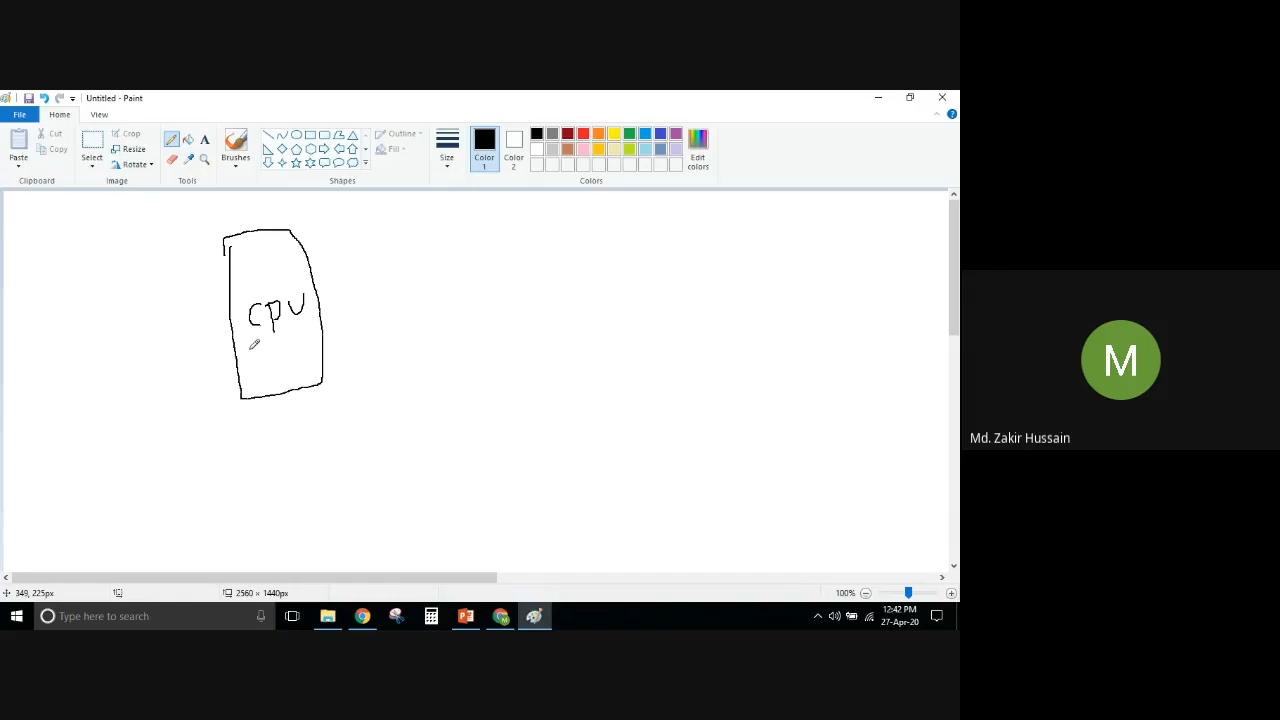 Untitled - Paint
File
Home
View
Paste
Cut
Copy
Clipboard
Select
Crop
Resize
Rotate
Image
A
Tools
Brushes
Shapes
Outline
Fill
Size
Color
1
Color
2
Edit
colors
Colors
CPU
M
Md. Zakir Hussain
349, 225px
2560 × 1440px
100%
Type here to search
12:42 PM
27-Apr-20